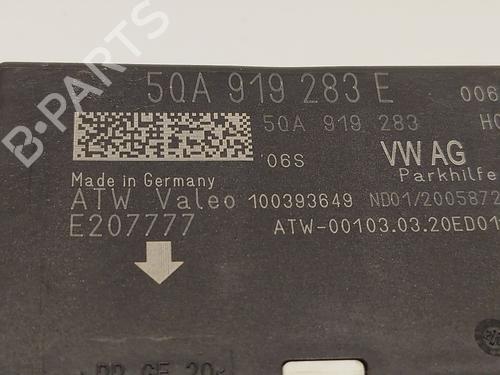 B-PARTS
5QA 919 283 E
006
5QA 919 283
HO
'06S
VW AG
Parkhilfe
Made in Germany
ATW Valeo 100393649
ND01/2005872
E207777
ATW-00103.03.20ED01